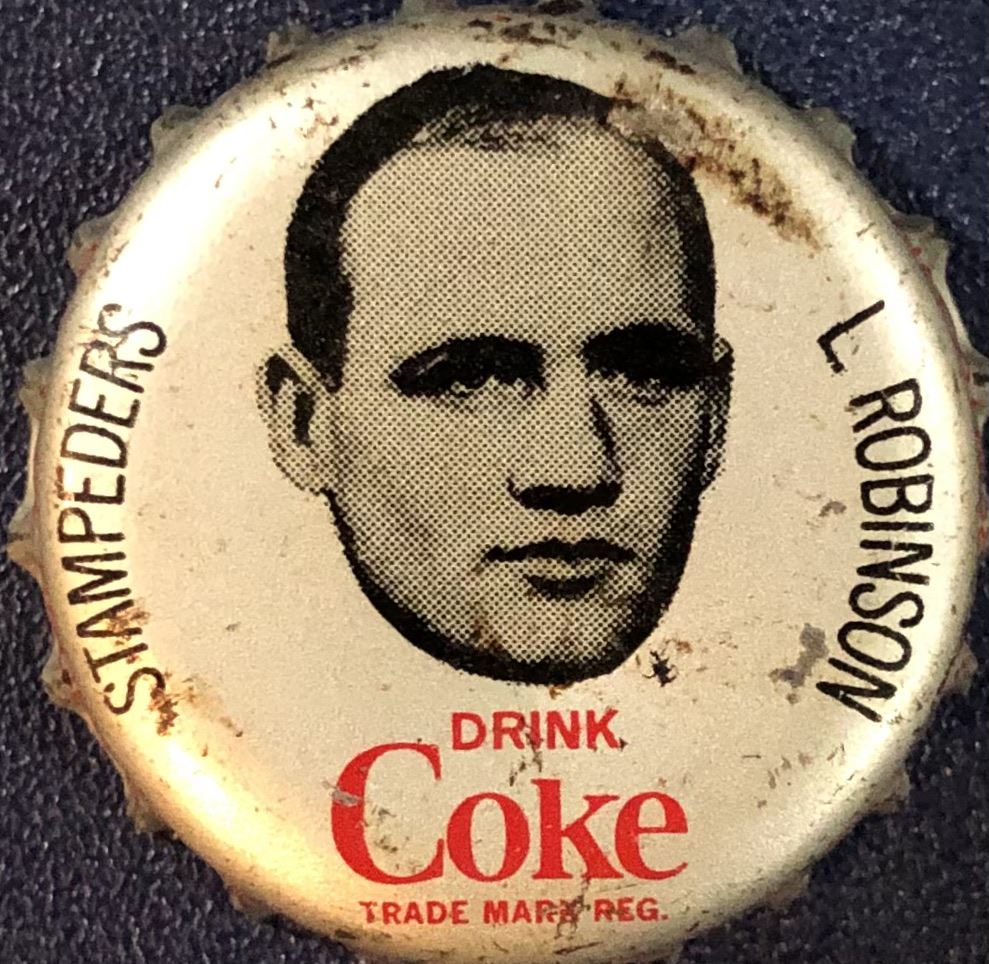 STAMPEDERS
L. ROBINSON
DRINK
Coke
TRADE MARK REG.